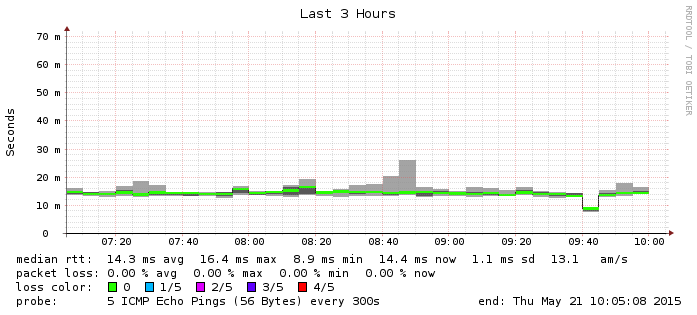 Last 3 Hours
RRDTOOL / TOBI OETIKER
Seconds
70 m
60 m
50 m
40 m
30 m
20 m
10 m
0
07:20 07:40 08:00 08:20 08:40 09:00 09:20 09:40 10:00
median rtt: 14.3 ms avg 16.4 ms max 8.9 ms min 14.4 ms now 1.1 ms sd 13.1 am/s
packet loss: 0.00 % avg 0.00 % max 0.00 % min 0.00 % now
loss color: 0 1/5 2/5 3/5 4/5
probe: 5 ICMP Echo Pings (56 Bytes) every 300s end: Thu May 21 10:05:08 2015